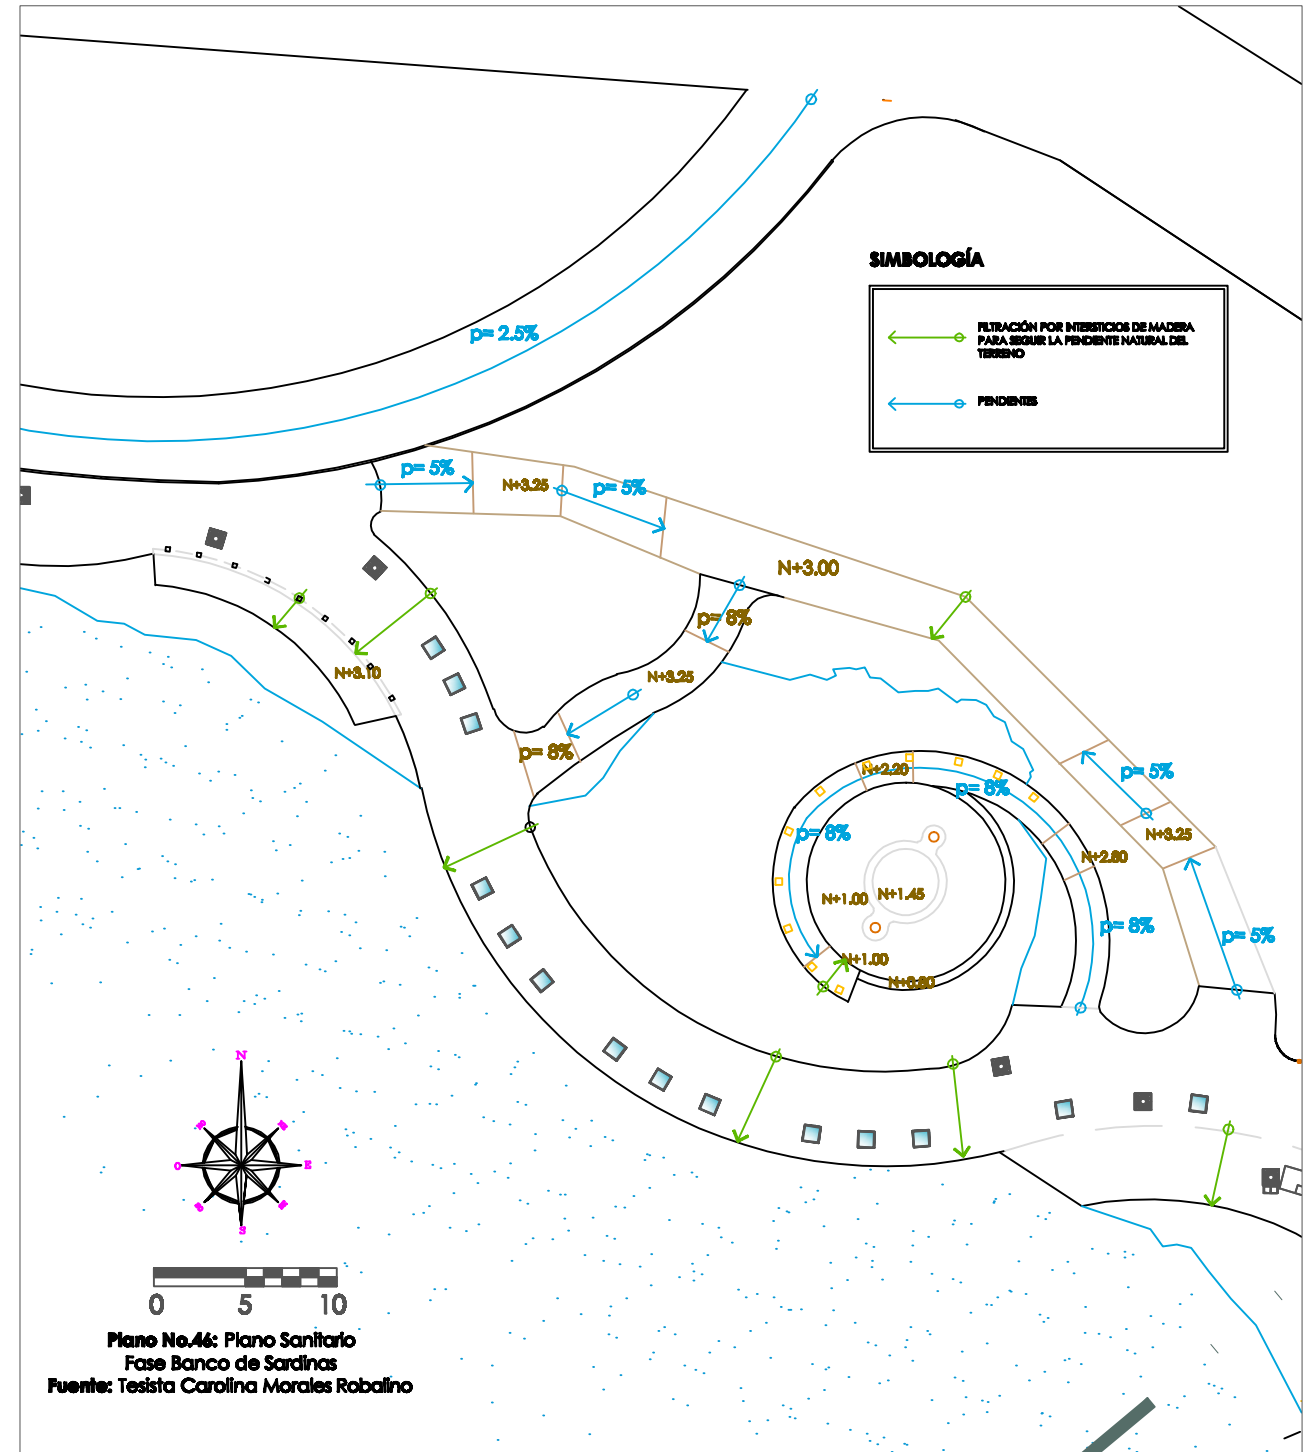 p= 2.5%
SIMBOLOGÍA
FILTRACIÓN POR INTERSTICIOS DE MADERA
PARA SEGUIR LA PENDIENTE NATURAL DEL
TERRENO
PENDIENTES
p= 5%
N+3.25
p= 5%
N+3.00
p= 8%
N+3.10
N+3.25
p= 8%
N+2.20
p= 8%
p= 5%
p= 8%
N+3.25
N+2.80
N+1.00
N+1.45
p= 8%
p= 5%
N+1.00
N+0.80
N
O
E
S
0 5 10
Plano No.46: Plano Sanitario
Fase Banco de Sardinas
Fuente: Tesista Carolina Morales Robalino